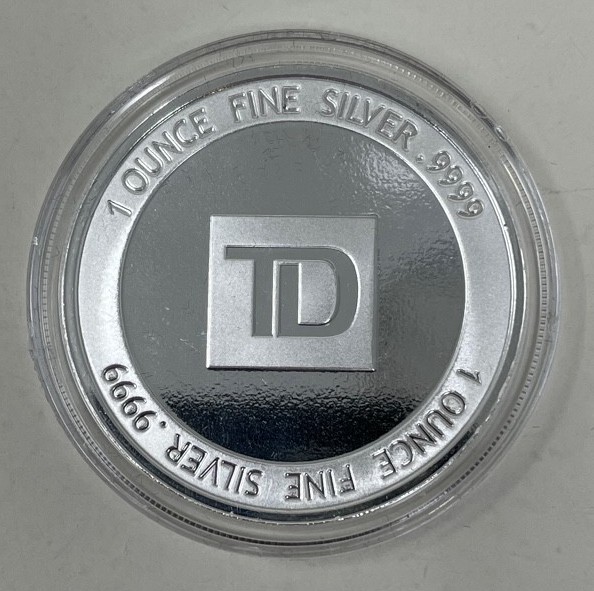 1 OUNCE FINE SILVER .9999
TD
1 OUNCE FINE SILVER .9999